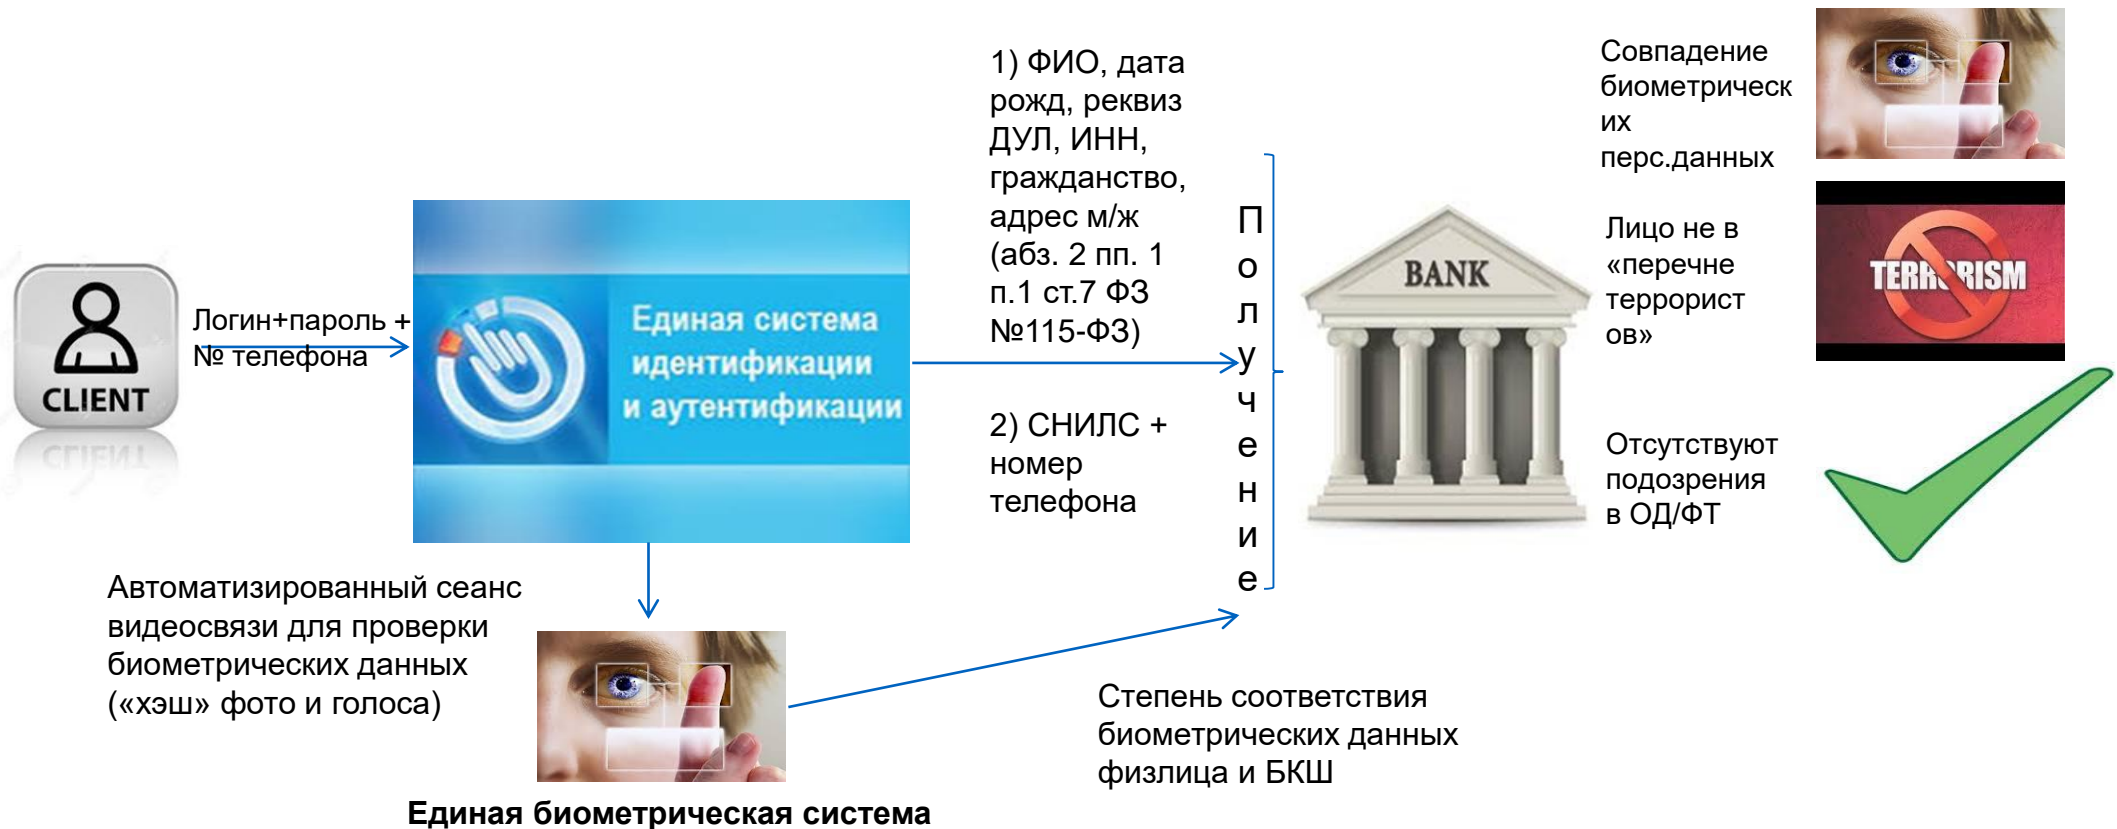 CLIENT
Логин+пароль +
№ телефона
Единая система
идентификации
и аутентификации
1) ФИО, дата
рожд, реквиз
ДУЛ, ИНН,
гражданство,
адрес м/ж
(абз. 2 пп. 1
п.1 ст.7 ФЗ
№115-ФЗ)
2) СНИЛС +
номер
телефона
П
о
л
у
ч
е
н
и
е
BANK
Совпадение
биометрическ
их
перс.данных
Лицо не в
«перечне
террорист
ов»
TERRORISM
Отсутствуют
подозрения
в ОД/ФТ
Автоматизированный сеанс
видеосвязи для проверки
биометрических данных
(«хэш» фото и голоса)
Единая биометрическая система
Степень соответствия
биометрических данных
физлица и БКШ